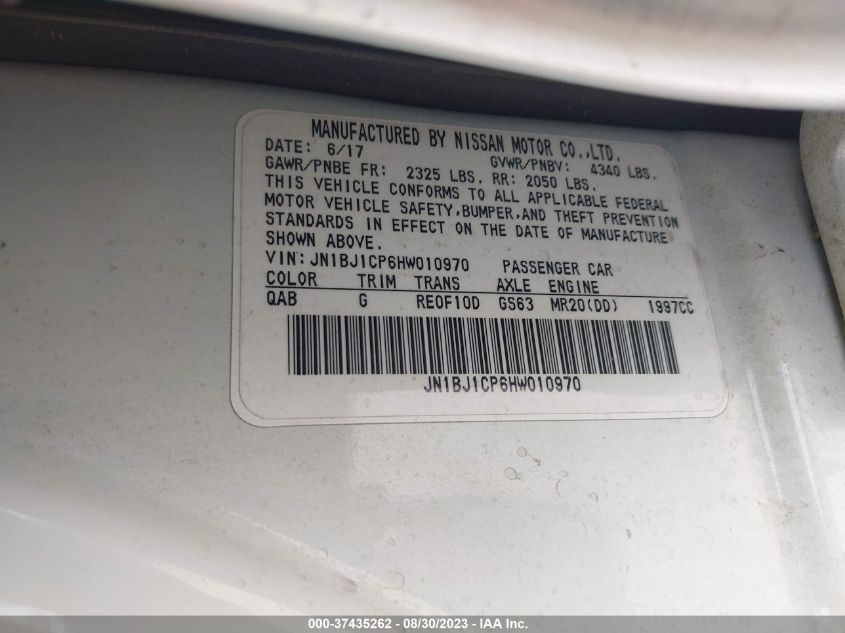 MANUFACTURED BY NISSAN MOTOR CO.,LTD.
DATE: 6/17 GVWR/PNBV: 4340 LBS.
GAWR/PNBE FR: 2325 LBS. RR: 2050 LBS.
THIS VEHICLE CONFORMS TO ALL APPLICABLE FEDERAL
MOTOR VEHICLE SAFETY,BUMPER,AND THEFT PREVENTION
STANDARDS IN EFFECT ON THE DATE OF MANUFACTURE
SHOWN ABOVE.
VIN:JN1BJ1CP6HW010970 PASSENGER CAR
COLOR TRIM TRANS AXLE ENGINE
QAB G RE0F10D GS63 MR20(DD) 1997CC
JN1BJ1CP6HW010970
000-37435262 - 08/30/2023 - IAA Inc.